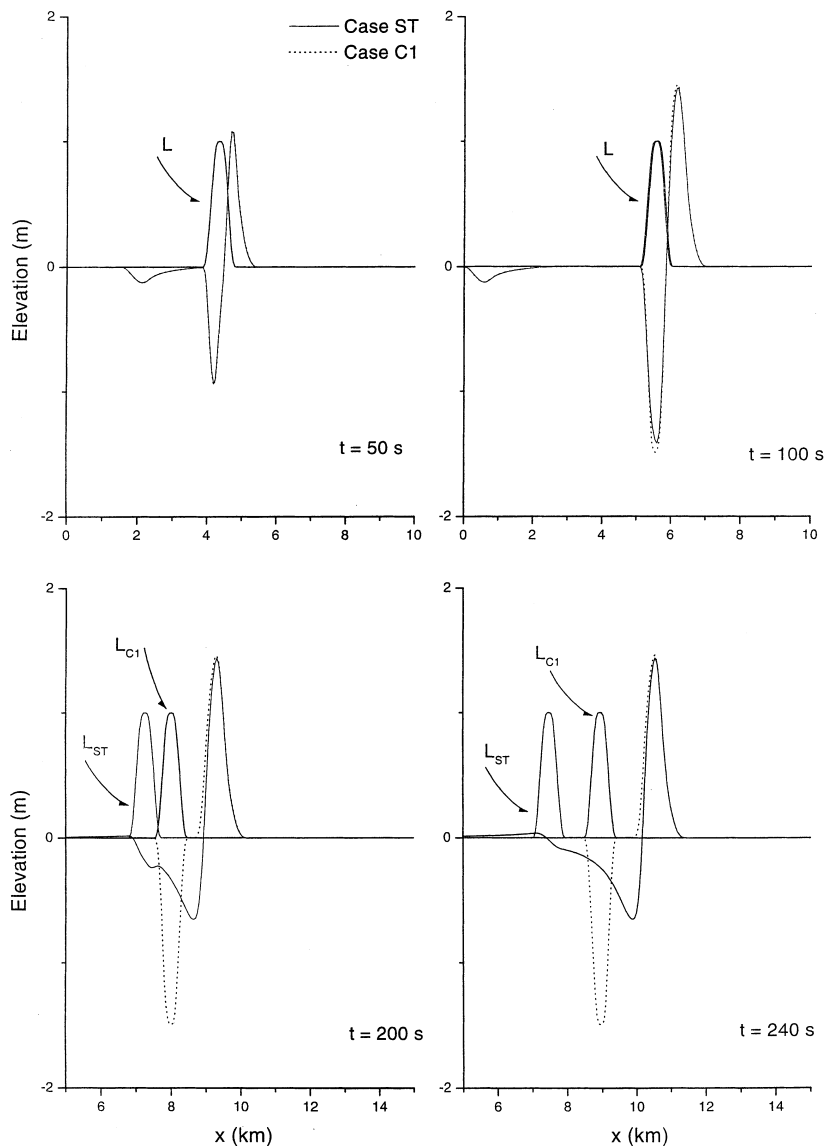 Case ST
Case C1
2
0
-2
Elevation (m)
L
t = 50 s
0
2
4
6
8
10
2
0
-2
L
t = 100 s
0
2
4
6
8
10
2
0
-2
Elevation (m)
L_C1
L_ST
t = 200 s
6
8
10
12
14
x (km)
2
0
-2
L_C1
L_ST
t = 240 s
6
8
10
12
14
x (km)